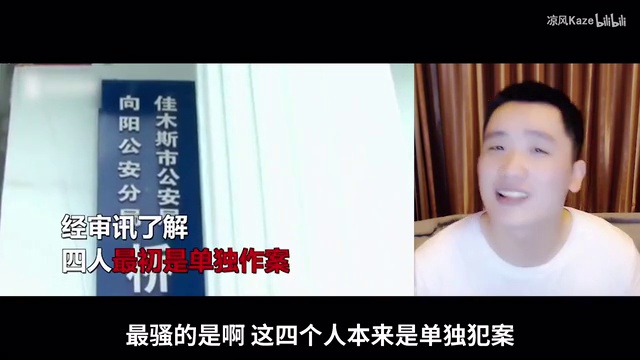 凉风Kaze bilibili
佳木斯市公安局
向阳公安分
经审讯了解
四人最初是单独作案
最骚的是啊 这四个人本来是单独犯案